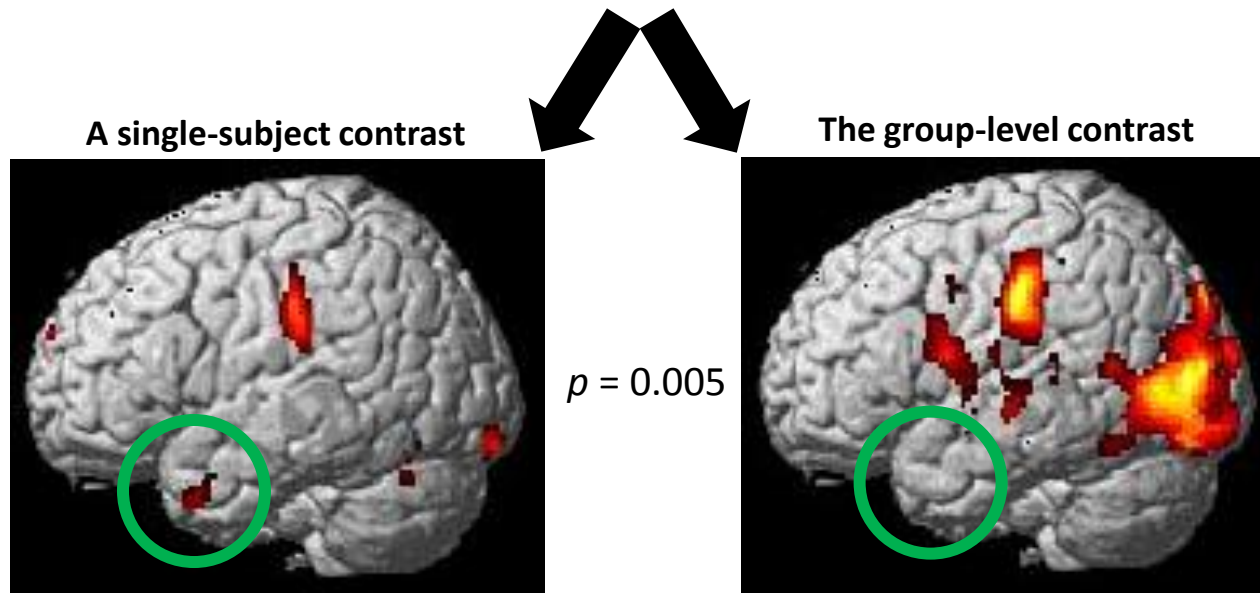 A single-subject contrast
The group-level contrast
p = 0.005